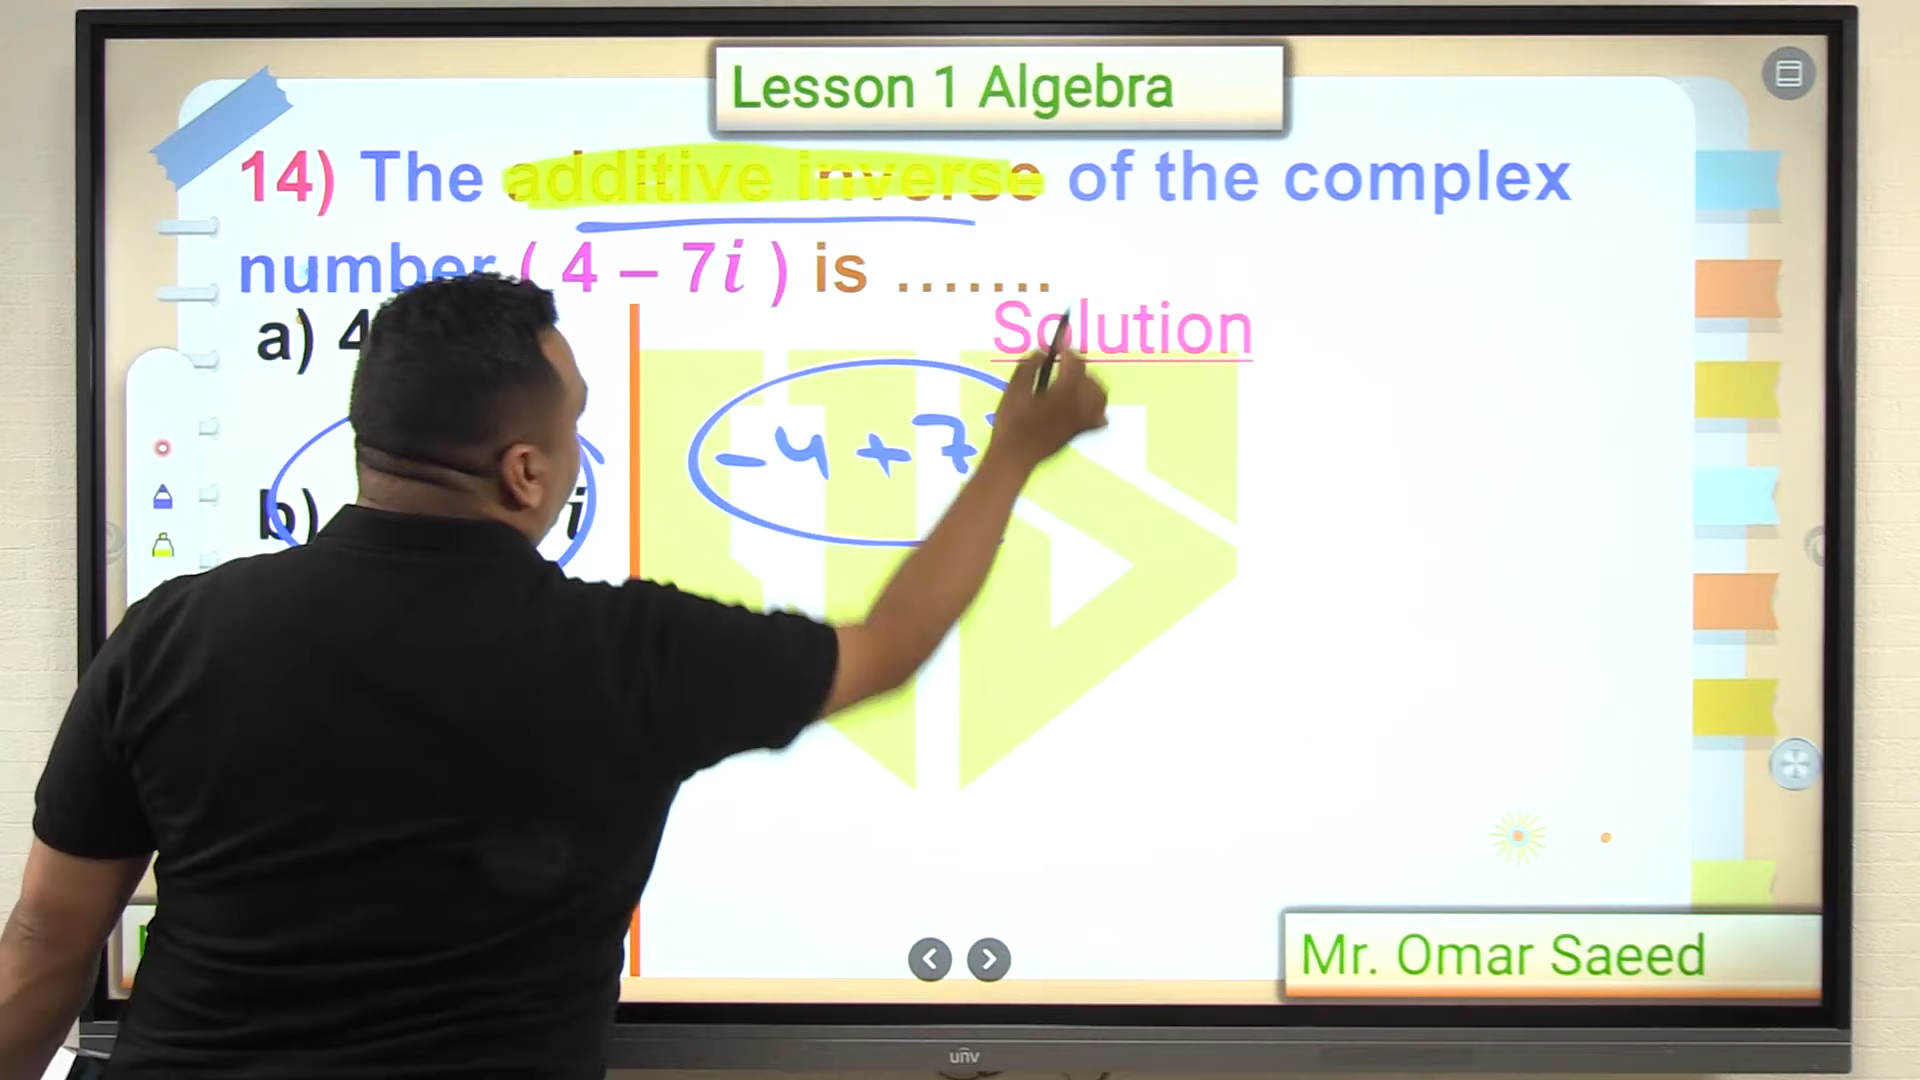 Lesson 1 Algebra
14) The additive inverse of the complex
number ( 4 – 7i ) is .......
Solution
a) 4
-4 + 7
b) i
Mr. Omar Saeed
unv